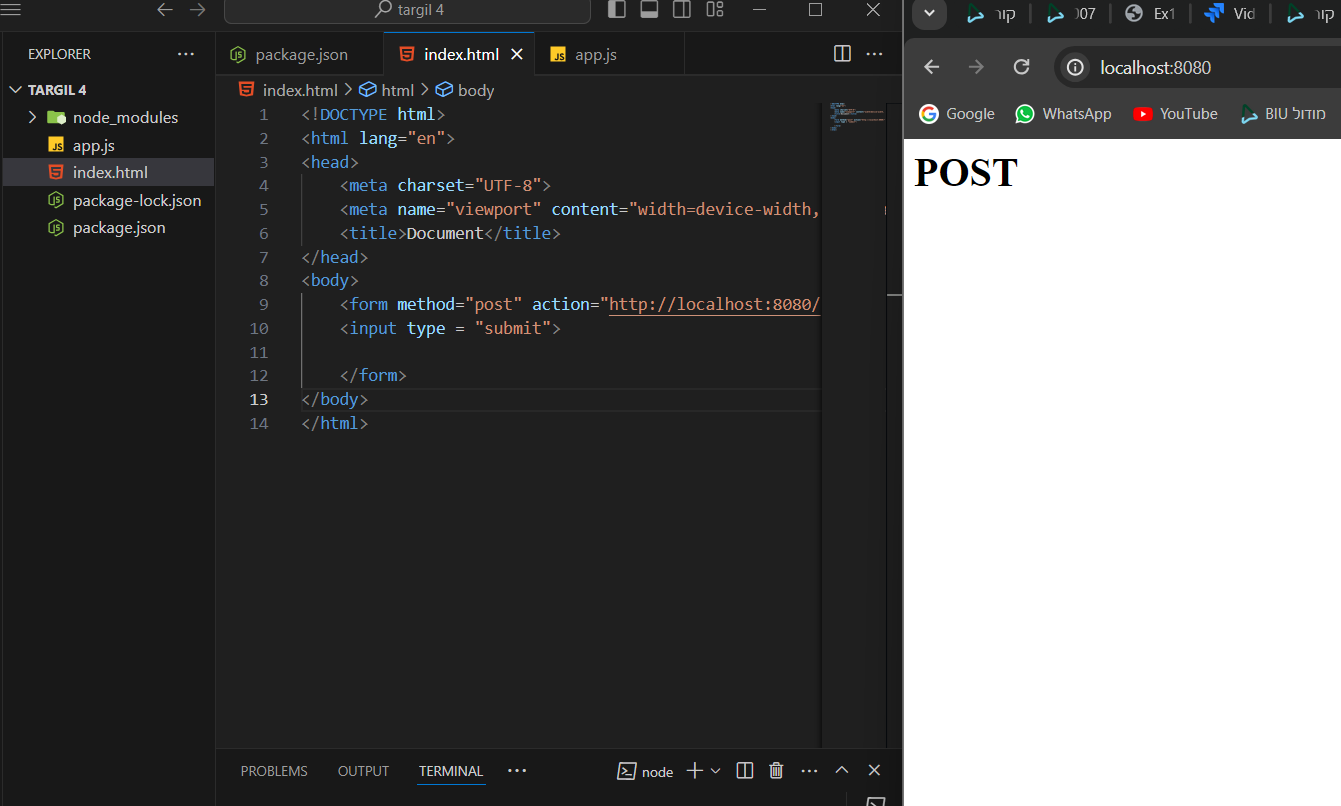 targil 4
EXPLORER
TARGIL 4
node_modules
app.js
index.html
package-lock.json
package.json
package.json
index.html
app.js
index.html > html > body
1 <!DOCTYPE html>
2 <html lang="en">
3 <head>
4 <meta charset="UTF-8">
5 <meta name="viewport" content="width=device-width,
6 <title>Document</title>
7 </head>
8 <body>
9 <form method="post" action="http://localhost:8080/
10 <input type = "submit">
11
12 </form>
13 </body>
14 </html>
PROBLEMS OUTPUT TERMINAL
node
קור
007
Ex1
Vid
קור
localhost:8080
Google WhatsApp YouTube מודול BIU
POST